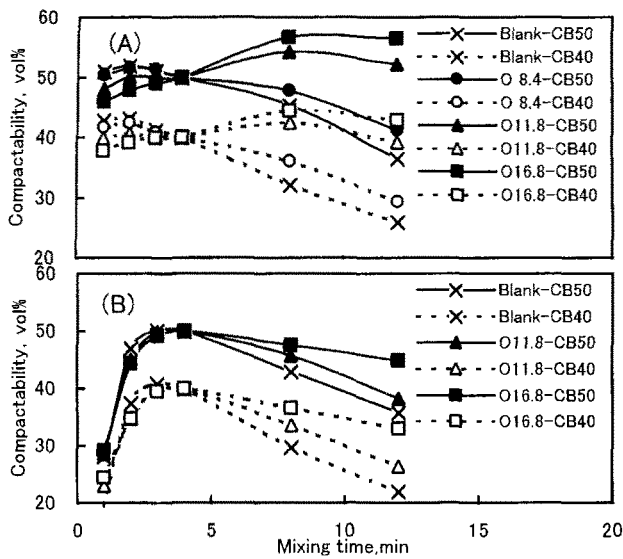 (A)
Compactability, vol%
60
50
40
30
20
Blank-CB50
Blank-CB40
O 8.4-CB50
O 8.4-CB40
O11.8-CB50
O11.8-CB40
O16.8-CB50
O16.8-CB40
(B)
Compactability, vol%
60
50
40
30
20
Blank-CB50
Blank-CB40
O11.8-CB50
O11.8-CB40
O16.8-CB50
O16.8-CB40
0 5 10 15 20
Mixing time,min